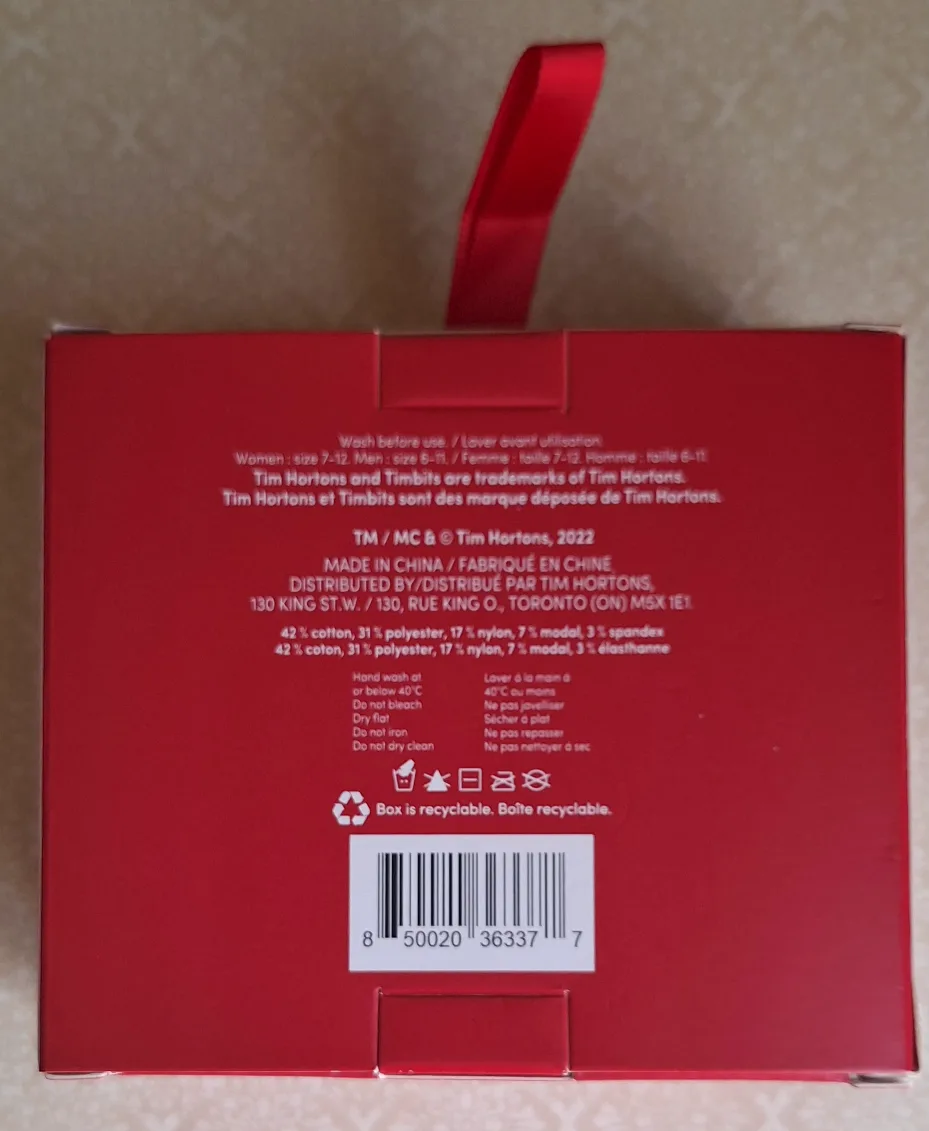 Wash before use. / Laver avant utilisation.
Women : size 7-12. Men : size 6-11. / Femme : taille 7-12. Homme : taille 6-11.
Tim Hortons and Timbits are trademarks of Tim Hortons.
Tim Hortons et Timbits sont des marque déposée de Tim Hortons.
TM / MC & © Tim Hortons, 2022
MADE IN CHINA / FABRIQUÉ EN CHINE
DISTRIBUTED BY/DISTRIBUÉ PAR TIM HORTONS,
130 KING ST.W. / 130, RUE KING O., TORONTO (ON) M5X 1E1.
42 % cotton, 31 % polyester, 17 % nylon, 7 % modal, 3 % spandex
42 % coton, 31 % polyester, 17 % nylon, 7 % modal, 3 % élasthanne
Hand wash at
or below 40°C
Do not bleach
Dry flat
Do not iron
Do not dry clean
Laver à la main à
40°C ou moins
Ne pas javelliser
Sécher à plat
Ne pas repasser
Ne pas nettoyer à sec
Box is recyclable. Boîte recyclable.
8 50020 36337 7